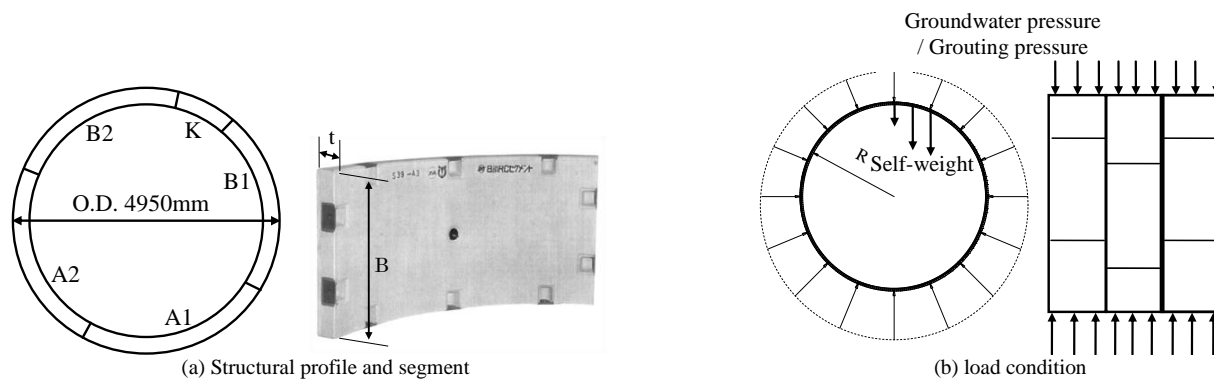 Groundwater pressure
/ Grouting pressure
B2
K
t
B1
O.D. 4950mm
B
A2
A1
R
Self-weight
(a) Structural profile and segment
(b) load condition